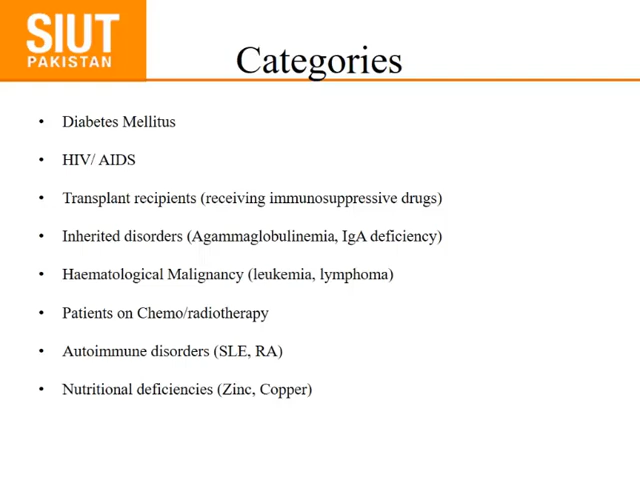 SIUT
PAKISTAN
Categories
• Diabetes Mellitus
• HIV/ AIDS
• Transplant recipients (receiving immunosuppressive drugs)
• Inherited disorders (Agammaglobulinemia, IgA deficiency)
• Haematological Malignancy (leukemia, lymphoma)
• Patients on Chemo/radiotherapy
• Autoimmune disorders (SLE, RA)
• Nutritional deficiencies (Zinc, Copper)